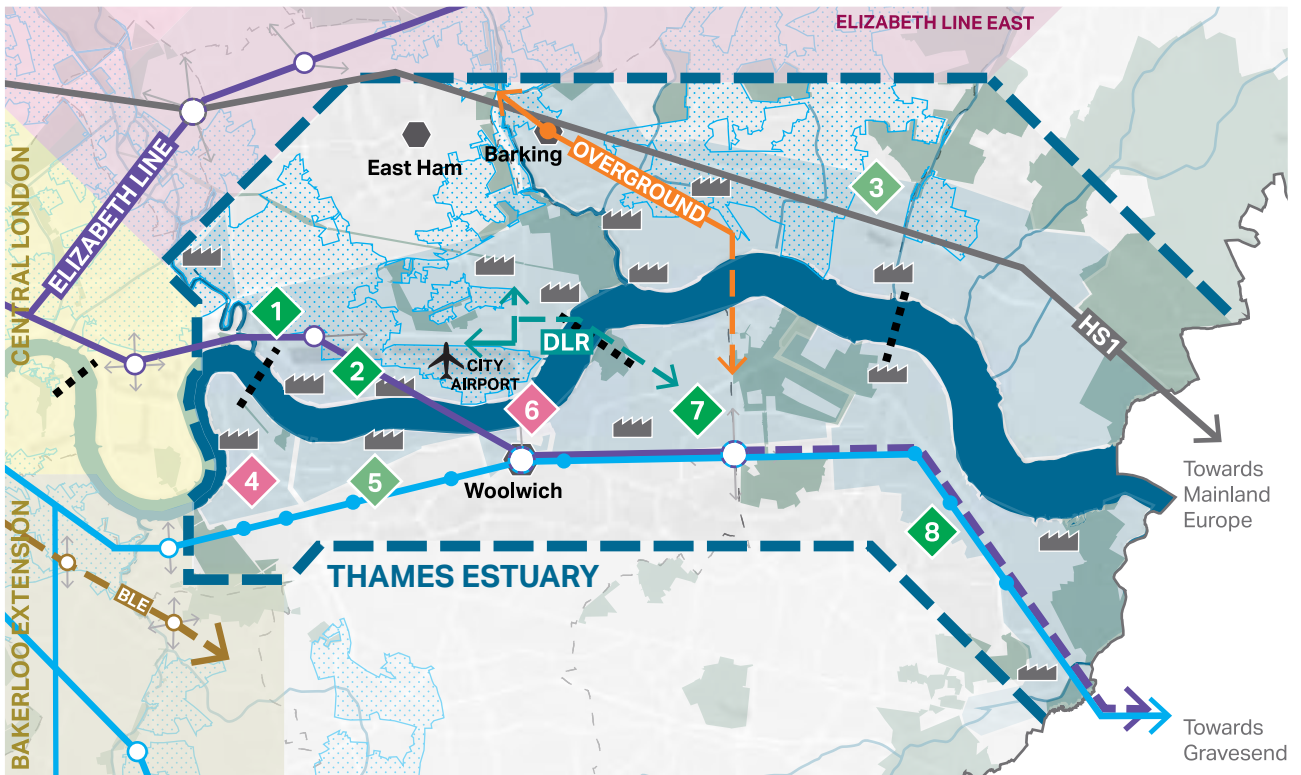 ELIZABETH LINE EAST
CENTRAL LONDON
ELIZABETH LINE
East Ham
Barking
OVERGROUND
3
1
2
DLR
CITY
AIRPORT
HS1
6
7
4
5
Woolwich
8
Towards
Mainland
Europe
THAMES ESTUARY
BAKERLOO EXTENSION
BLE
Towards
Gravesend